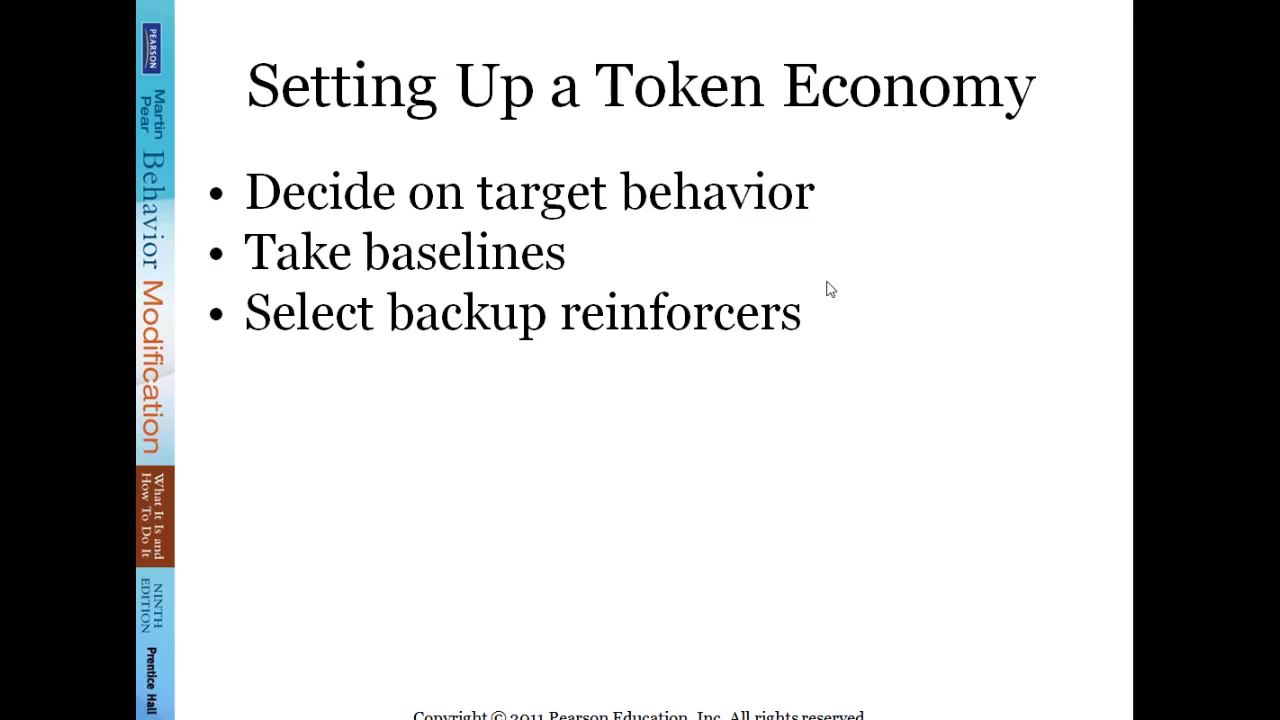 Setting Up a Token Economy
• Decide on target behavior
• Take baselines
• Select backup reinforcers
PEARSON
Martin
Pear
Behavior Modification
What It Is and
How To Do It
NINTH
EDITION
Prentice Hall
Copyright © 2011 Pearson Education, Inc. All rights reserved